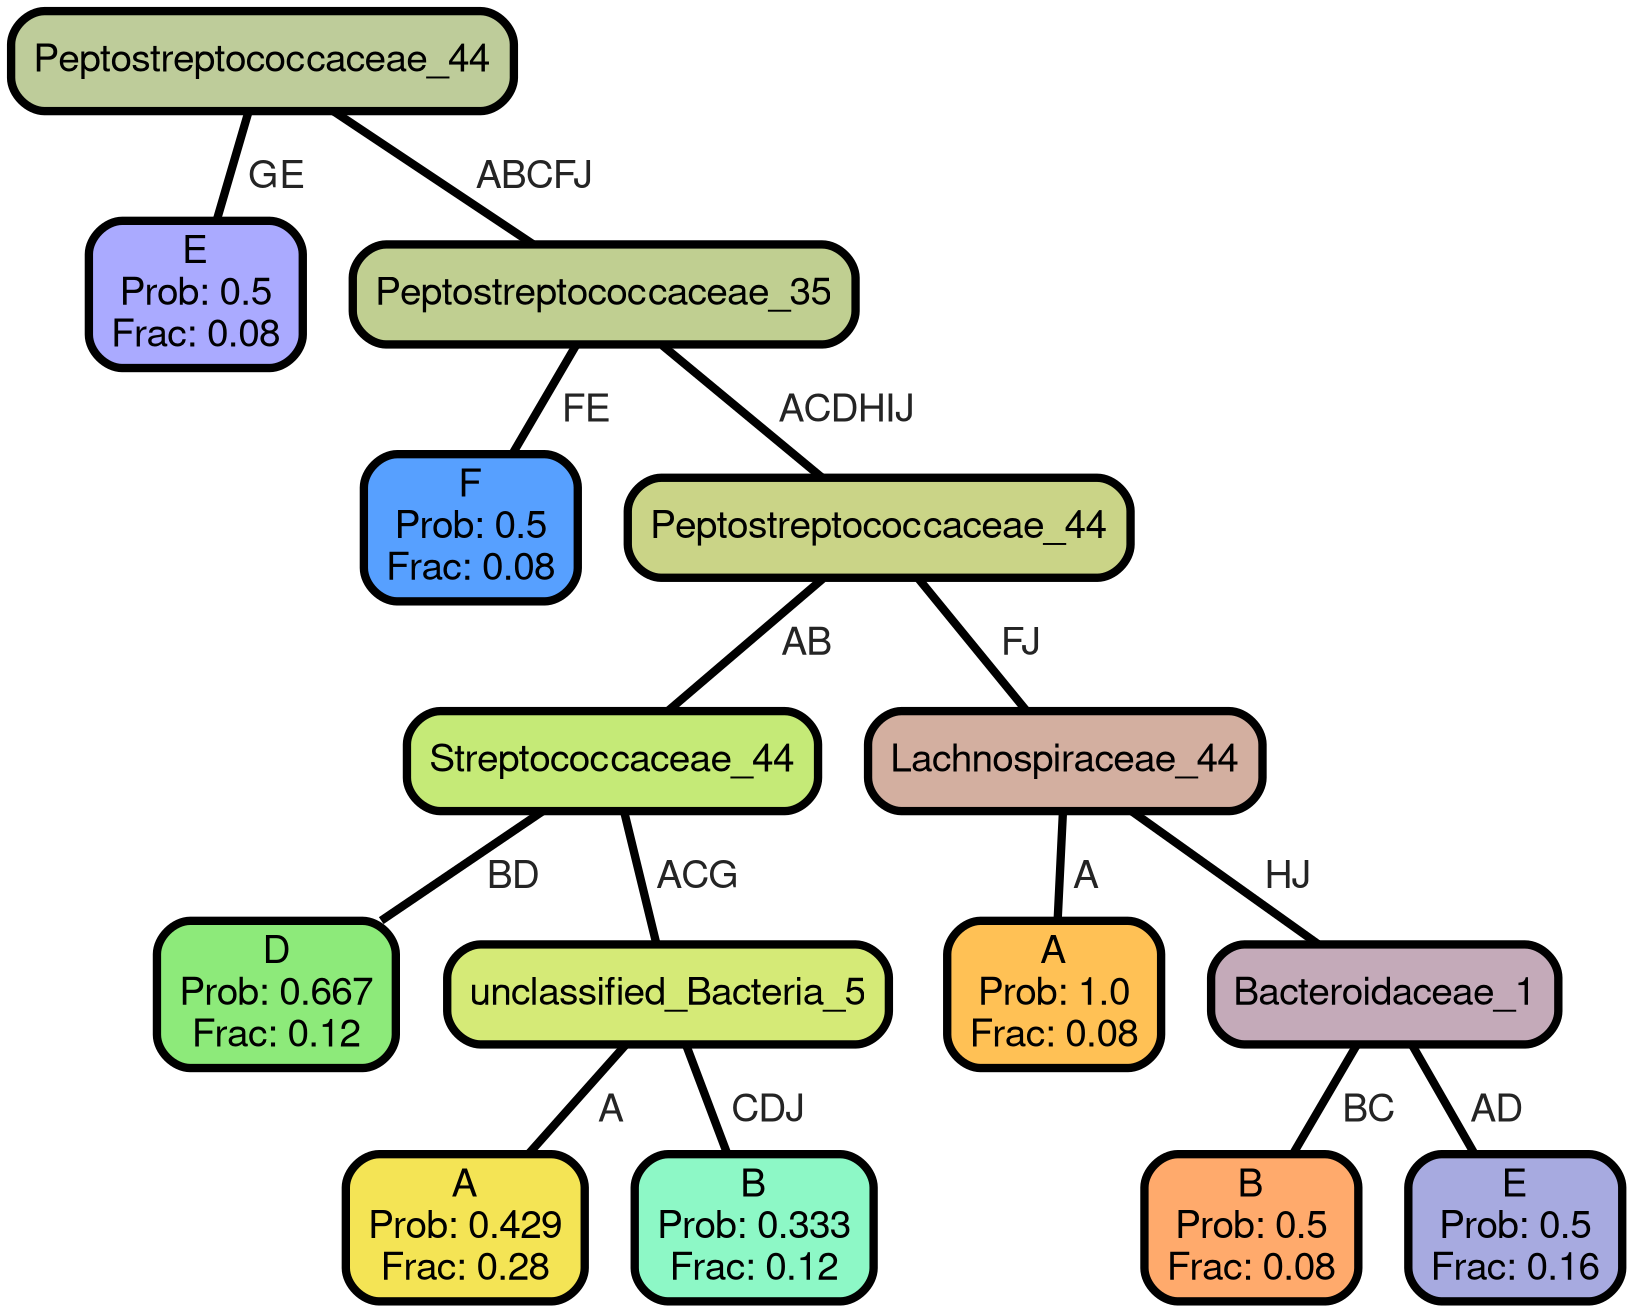 Peptostreptococcaceae_44
GE
ABCFJ
E
Prob: 0.5
Frac: 0.08
Peptostreptococcaceae_35
FE
ACDHIJ
F
Prob: 0.5
Frac: 0.08
Peptostreptococcaceae_44
AB
FJ
Streptococcaceae_44
Lachnospiraceae_44
BD
ACG
A
HJ
D
Prob: 0.667
Frac: 0.12
unclassified_Bacteria_5
A
Prob: 1.0
Frac: 0.08
Bacteroidaceae_1
A
CDJ
BC
AD
A
Prob: 0.429
Frac: 0.28
B
Prob: 0.333
Frac: 0.12
B
Prob: 0.5
Frac: 0.08
E
Prob: 0.5
Frac: 0.16